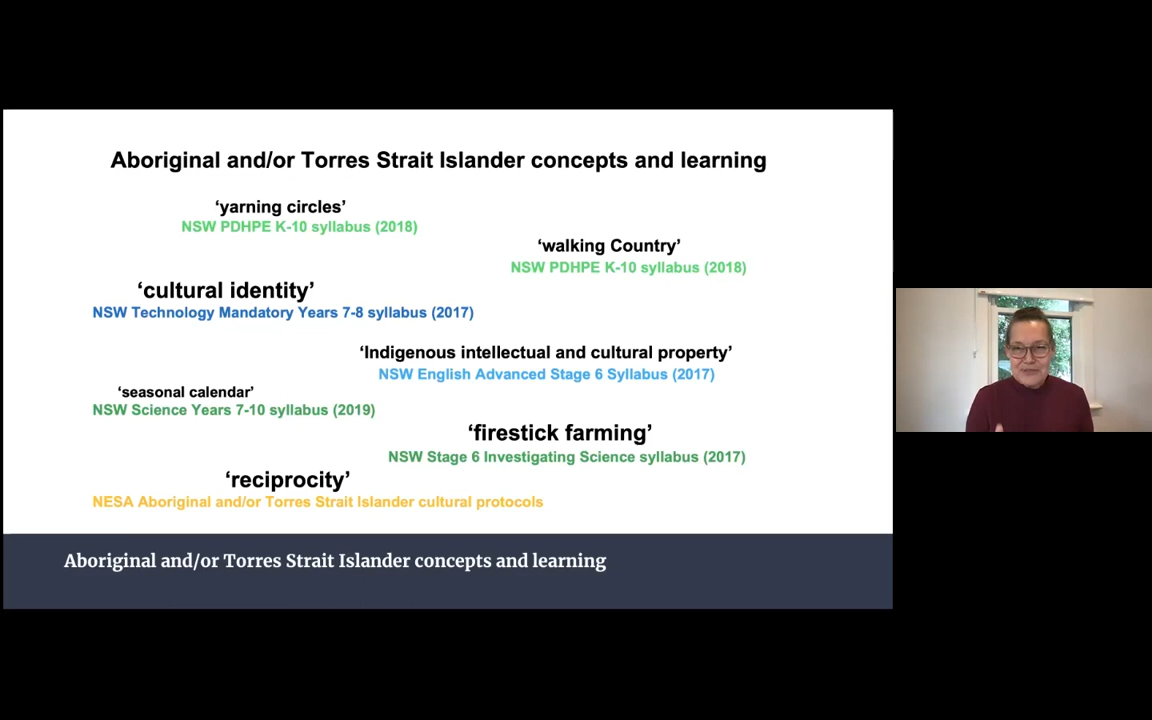 Aboriginal and/or Torres Strait Islander concepts and learning
‘yarning circles’
NSW PDHPE K-10 syllabus (2018)
‘walking Country’
NSW PDHPE K-10 syllabus (2018)
‘cultural identity’
NSW Technology Mandatory Years 7-8 syllabus (2017)
‘Indigenous intellectual and cultural property’
NSW English Advanced Stage 6 Syllabus (2017)
‘seasonal calendar’
NSW Science Years 7-10 syllabus (2019)
‘firestick farming’
NSW Stage 6 Investigating Science syllabus (2017)
‘reciprocity’
NESA Aboriginal and/or Torres Strait Islander cultural protocols
Aboriginal and/or Torres Strait Islander concepts and learning